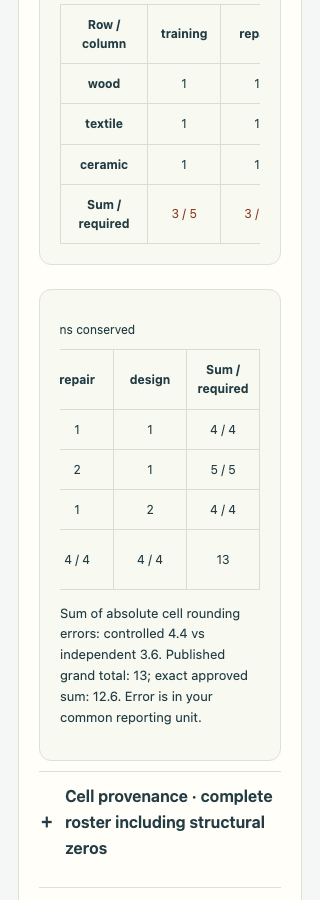 Row / column training rep
wood 1 1
textile 1 1
ceramic 1 1
Sum / required 3 / 5 3 /
ns conserved
repair design Sum / required
1 1 4 / 4
2 1 5 / 5
1 2 4 / 4
4 / 4 4 / 4 13
Sum of absolute cell rounding
errors: controlled 4.4 vs
independent 3.6. Published
grand total: 13; exact approved
sum: 12.6. Error is in your
common reporting unit.
+ Cell provenance · complete
roster including structural
zeros